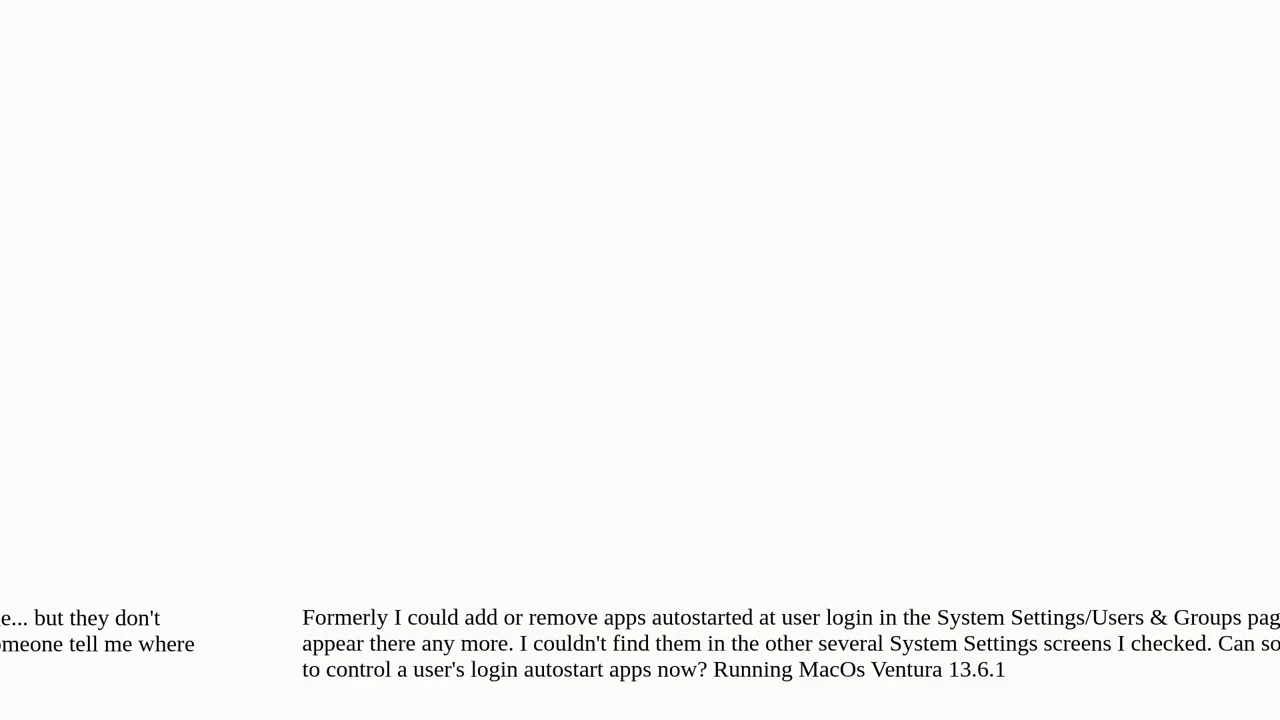 e... but they don't
omeone tell me where
Formerly I could add or remove apps autostarted at user login in the System Settings/Users & Groups pag
appear there any more. I couldn't find them in the other several System Settings screens I checked. Can so
to control a user's login autostart apps now? Running MacOs Ventura 13.6.1